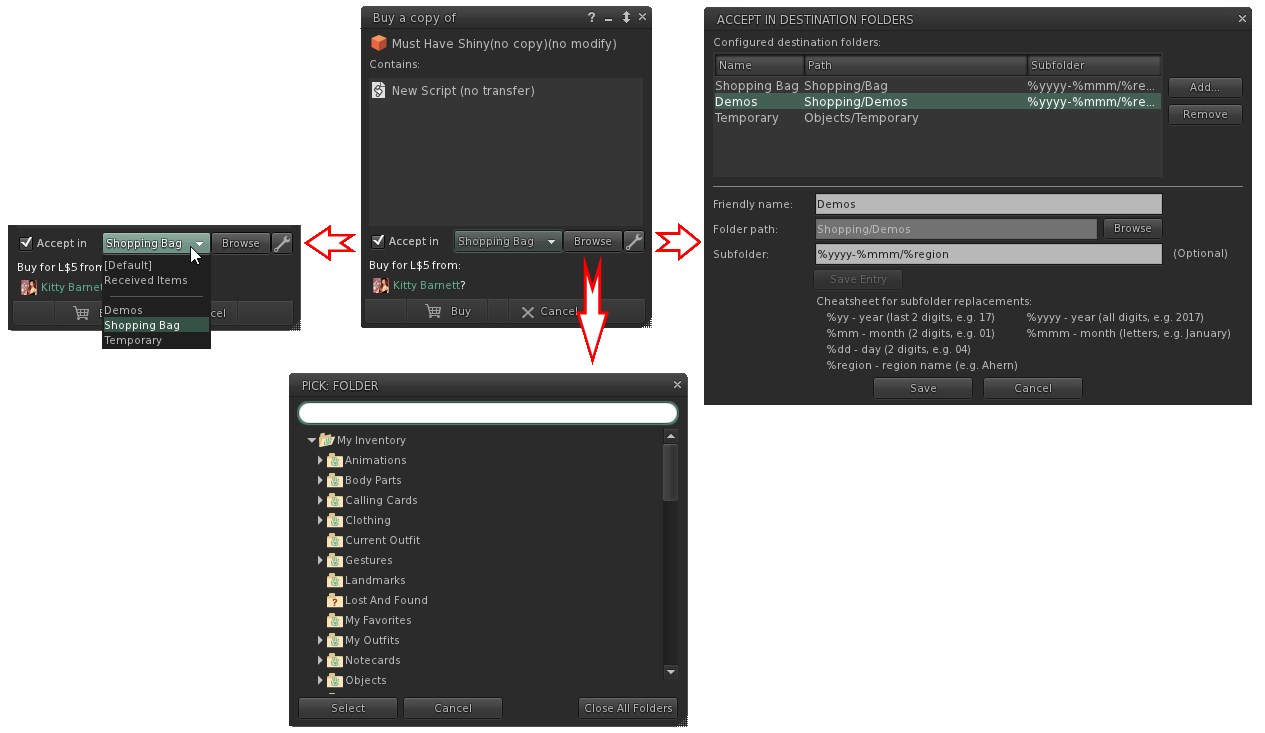 Buy a copy of
?
Must Have Shiny(no copy)(no modify)
Contains:
New Script (no transfer)
Accept in
Shopping Bag
Browse
Buy for L$5 from:
Kitty Barnett?
Buy
Cancel
Accept in
Shopping Bag
Browse
Buy for L$5 from
Kitty Barne
[Default]
Received Items
Demos
Shopping Bag
Temporary
B
cel
ACCEPT IN DESTINATION FOLDERS
Configured destination folders:
Name Path Subfolder
Shopping Bag Shopping/Bag %yyyy-%mmm/%re...
Demos Shopping/Demos %yyyy-%mmm/%re...
Temporary Objects/Temporary
Add...
Remove
Friendly name: Demos
Folder path: Shopping/Demos Browse
Subfolder: %yyyy-%mmm/%region (Optional)
Save Entry
Cheatsheet for subfolder replacements:
%yy - year (last 2 digits, e.g. 17) %yyyy - year (all digits, e.g. 2017)
%mm - month (2 digits, e.g. 01) %mmm - month (letters, e.g. January)
%dd - day (2 digits, e.g. 04)
%region - region name (e.g. Ahern)
Save Cancel
PICK: FOLDER
My Inventory
Animations
Body Parts
Calling Cards
Clothing
Current Outfit
Gestures
Landmarks
Lost And Found
My Favorites
My Outfits
Notecards
Objects
Select Cancel Close All Folders